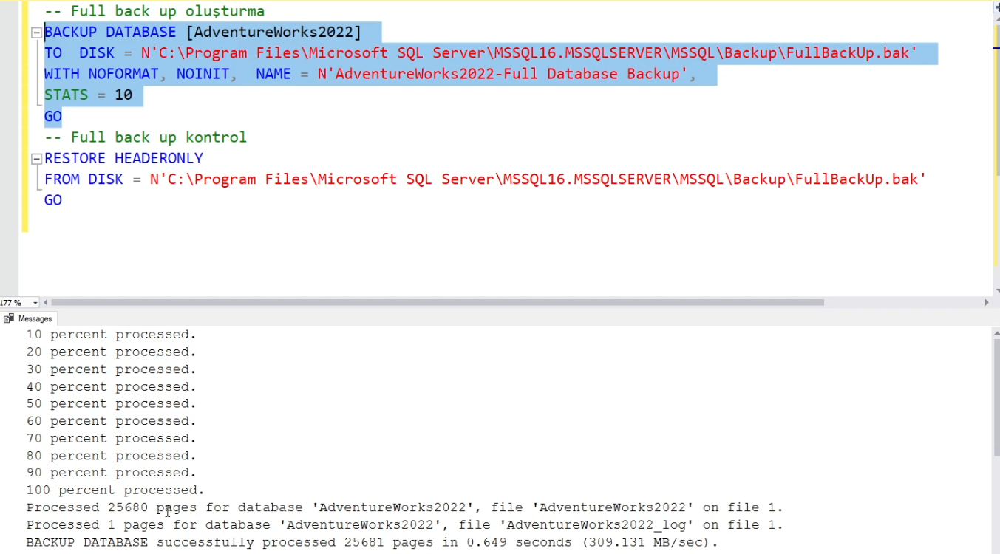 -- Full back up oluşturma
BACKUP DATABASE [AdventureWorks2022]
TO  DISK = N'C:\Program Files\Microsoft SQL Server\MSSQL16.MSSQLSERVER\MSSQL\Backup\FullBackUp.bak'
WITH NOFORMAT, NOINIT,  NAME = N'AdventureWorks2022-Full Database Backup',
STATS = 10
GO
-- Full back up kontrol
RESTORE HEADERONLY
FROM DISK = N'C:\Program Files\Microsoft SQL Server\MSSQL16.MSSQLSERVER\MSSQL\Backup\FullBackUp.bak'
GO
177 %
Messages
10 percent processed.
20 percent processed.
30 percent processed.
40 percent processed.
50 percent processed.
60 percent processed.
70 percent processed.
80 percent processed.
90 percent processed.
100 percent processed.
Processed 25680 pages for database 'AdventureWorks2022', file 'AdventureWorks2022' on file 1.
Processed 1 pages for database 'AdventureWorks2022', file 'AdventureWorks2022_log' on file 1.
BACKUP DATABASE successfully processed 25681 pages in 0.649 seconds (309.131 MB/sec).